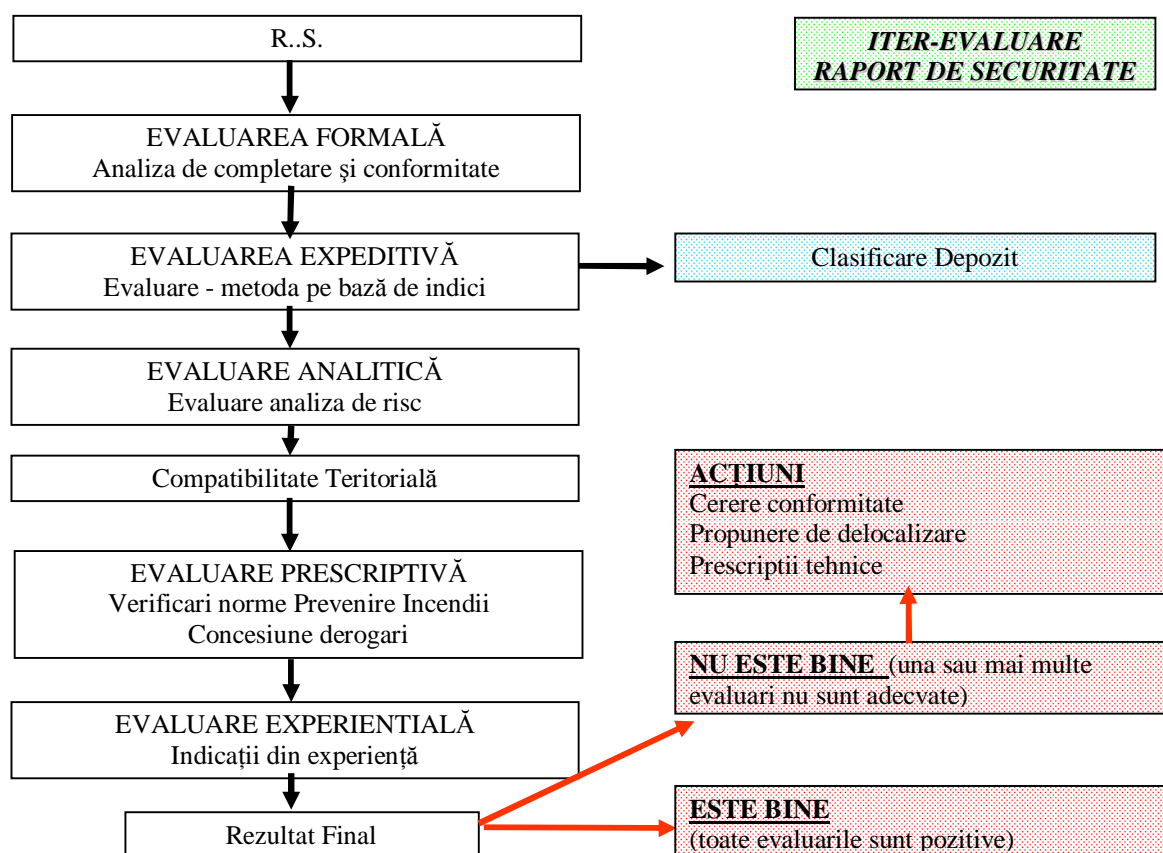 R..S.
ITER-EVALUARE
RAPORT DE SECURITATE
EVALUAREA FORMALĂ
Analiza de completare şi conformitate
EVALUAREA EXPEDITIVĂ
Evaluare - metoda pe bază de indici
Clasificare Depozit
EVALUARE ANALITICĂ
Evaluare analiza de risc
Compatibilitate Teritorială
EVALUARE PRESCRIPTIVĂ
Verificari norme Prevenire Incendii
Concesiune derogari
EVALUARE EXPERIENTIALĂ
Indicații din experiență
Rezultat Final
ACȚIUNI
Cerere conformitate
Propunere de delocalizare
Prescriptii tehnice
NU ESTE BINE (una sau mai multe
evaluari nu sunt adecvate)
ESTE BINE
(toate evaluarile sunt pozitive)